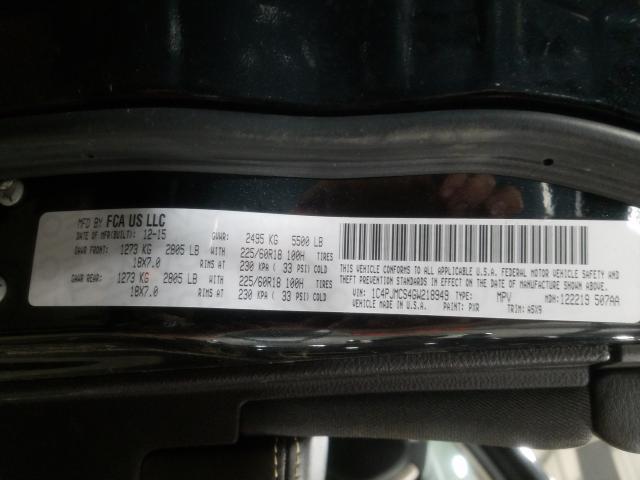 MFD BY FCA US LLC
DATE OF MFR(BUILT): 12-15 GVWR: 2495 KG 5500 LB
GAWR FRONT: 1273 KG 2805 LB WITH 225/60R18 100H TIRES
18X7.0 RIMS AT 230 KPA ( 33 PSI) COLD
GAWR REAR: 1273 KG 2805 LB WITH 225/60R18 100H TIRES
18X7.0 RIMS AT 230 KPA ( 33 PSI) COLD
THIS VEHICLE CONFORMS TO ALL APPLICABLE U.S.A. FEDERAL MOTOR VEHICLE SAFETY AND
THEFT PREVENTION STANDARDS IN EFFECT ON THE DATE OF MANUFACTURE SHOWN ABOVE.
VIN: 1C4PJMCS4GW218949 TYPE: MPV MDH: 122219 507AA
VEHICLE MADE IN U.S.A. PAINT: PXR TRIM: A5X9